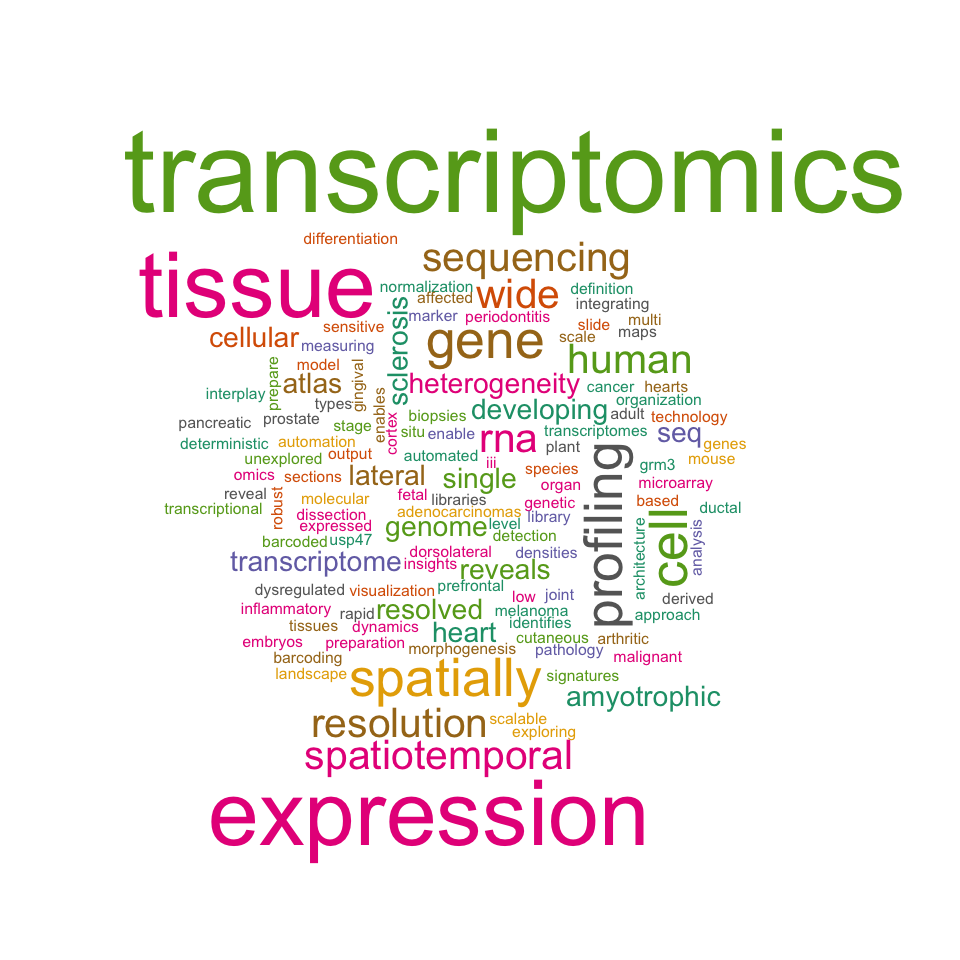 transcriptomics
differentiation
tissue
sequencing
normalization
affected
wide
definition
integrating
sclerosis
marker
periodontitis
slide
multi
maps
cellular
sensitive
measuring
gene
scale
human
model
prepare
atlas
gingival
heterogeneity
cancer
hearts
interplay
types
enables
biopsies
developing
adult
organization
technology
pancreatic
prostate
stage
cortex
situ
enable
rna
transcriptomes
seq
genes
deterministic
automation
output
automated
iii
plant
profiling
mouse
unexplored
omics
sections
lateral
single
species
grm3
microarray
organ
reveal
robust
molecular
fetal
libraries
genetic
based
cell
ductal
transcriptional
dissection
adenocarcinomas
library
expressed
genome
level
detection
architecture
analysis
barcoded
usp47
dorsolateral
densities
transcriptome
insights
reveals
dysregulated
visualization
prefrontal
low
joint
derived
inflammatory
rapid
resolved
melanoma
identifies
approach
tissues
dynamics
heart
cutaneous
arthritic
embryos
preparation
morphogenesis
pathology
malignant
barcoding
landscape
spatially
signatures
amyotrophic
resolution
scalable
exploring
spatiotemporal
expression